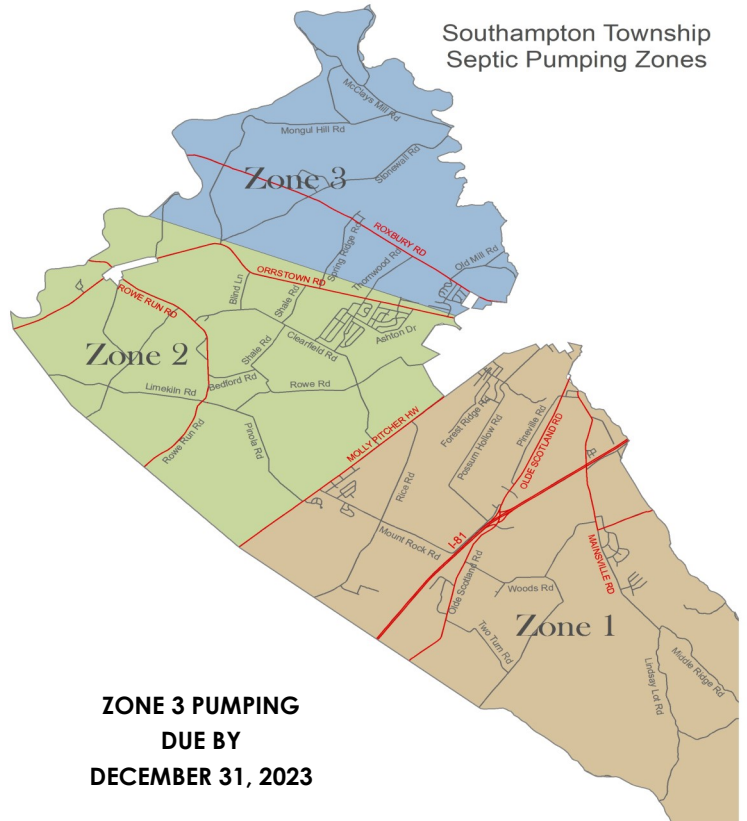 Southampton Township
Septic Pumping Zones
McClays Mill Rd
Mongul Hill Rd
Stonewall Rd
Zone 3
ROXBURY RD
Spring Ridge Rd
Thornwood Rd
Old Mill Rd
ORRSTOWN RD
ROWE RUN RD
Blind Ln
Shale Rd
Ashton Dr
Clearfield Rd
Shale Rd
Zone 2
Bedford Rd
Rowe Rd
Limekiln Rd
Rowe Run Rd
Pinola Rd
MOLLY PITCHER HW
Forest Ridge Rd
Possum Hollow Rd
Pineville Rd
OLDE SCOTLAND RD
Rice Rd
Mount Rock Rd
I-81
MAINSVILLE RD
Olde Scotland Rd
Woods Rd
Two Turn Rd
Zone 1
Middle Ridge Rd
Lindsay Lot Rd
ZONE 3 PUMPING
DUE BY
DECEMBER 31, 2023